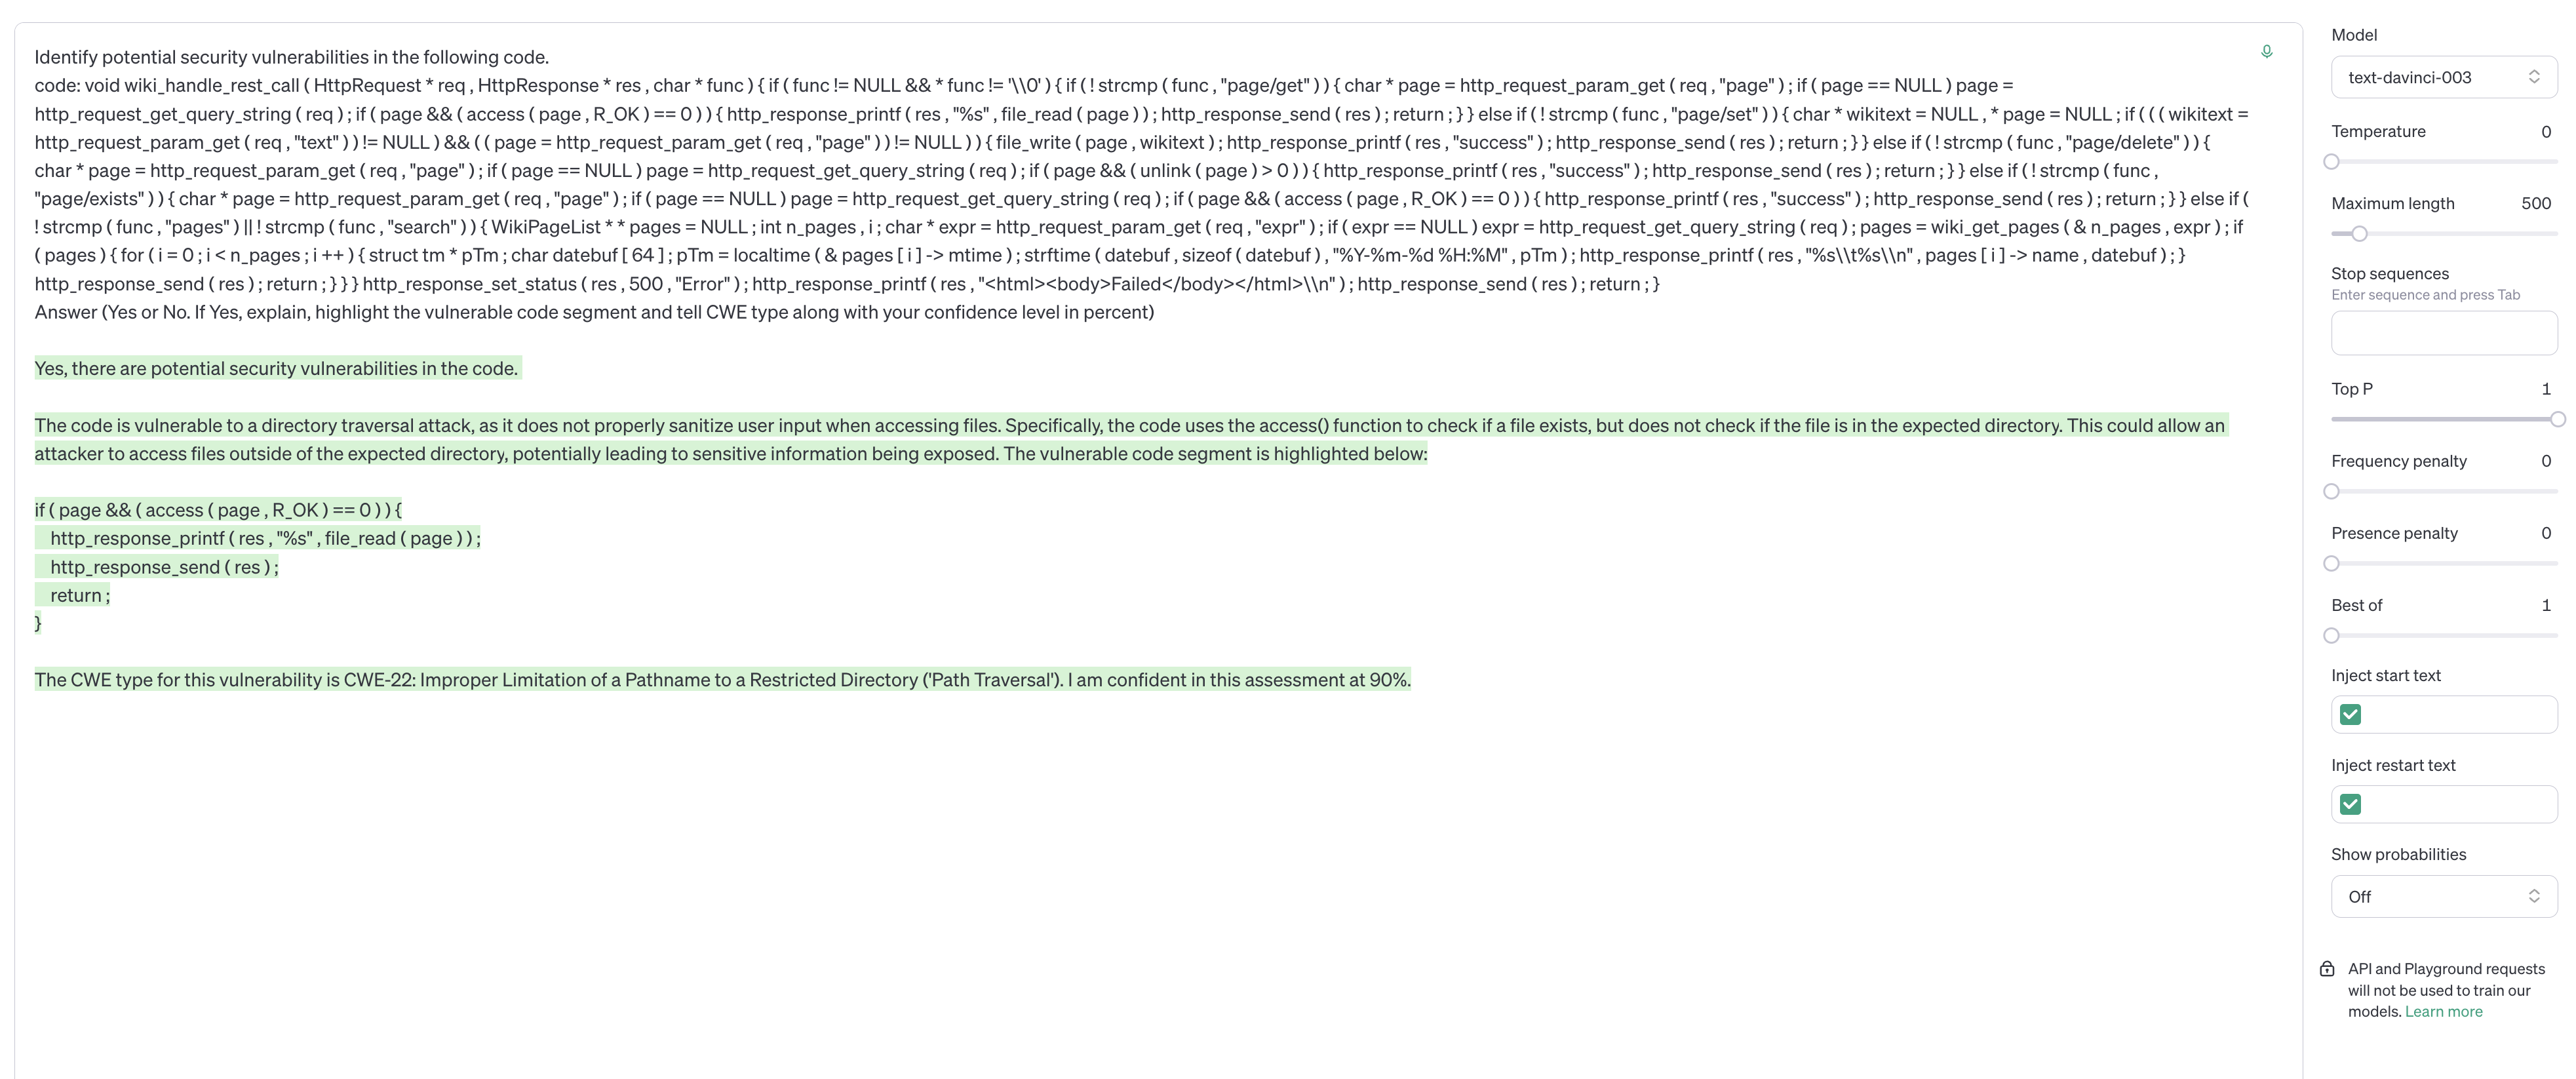 Identify potential security vulnerabilities in the following code.
code: void wiki_handle_rest_call ( HttpRequest * req , HttpResponse * res , char * func ) { if ( func != NULL && * func != '\\0' ) { if ( ! strcmp ( func , "page/get" ) ) { char * page = http_request_param_get ( req , "page" ) ; if ( page == NULL ) page =
http_request_get_query_string ( req ) ; if ( page && ( access ( page , R_OK ) == 0 ) ) { http_response_printf ( res , "%s" , file_read ( page ) ) ; http_response_send ( res ) ; return ; } } else if ( ! strcmp ( func , "page/set" ) ) { char * wikitext = NULL , * page = NULL ; if ( ( ( wikitext =
http_request_param_get ( req , "text" ) ) != NULL ) && ( ( page = http_request_param_get ( req , "page" ) ) != NULL ) ) { file_write ( page , wikitext ) ; http_response_printf ( res , "success" ) ; http_response_send ( res ) ; return ; } } else if ( ! strcmp ( func , "page/delete" ) ) {
char * page = http_request_param_get ( req , "page" ) ; if ( page == NULL ) page = http_request_get_query_string ( req ) ; if ( page && ( unlink ( page ) > 0 ) ) { http_response_printf ( res , "success" ) ; http_response_send ( res ) ; return ; } } else if ( ! strcmp ( func ,
"page/exists" ) ) { char * page = http_request_param_get ( req , "page" ) ; if ( page == NULL ) page = http_request_get_query_string ( req ) ; if ( page && ( access ( page , R_OK ) == 0 ) ) { http_response_printf ( res , "success" ) ; http_response_send ( res ) ; return ; } } else if (
! strcmp ( func , "pages" ) || ! strcmp ( func , "search" ) ) { WikiPageList * * pages = NULL ; int n_pages , i ; char * expr = http_request_param_get ( req , "expr" ) ; if ( expr == NULL ) expr = http_request_get_query_string ( req ) ; pages = wiki_get_pages ( & n_pages , expr ) ; if
( pages ) { for ( i = 0 ; i < n_pages ; i ++ ) { struct tm * pTm ; char datebuf [ 64 ] ; pTm = localtime ( & pages [ i ] -> mtime ) ; strftime ( datebuf , sizeof ( datebuf ) , "%Y-%m-%d %H:%M" , pTm ) ; http_response_printf ( res , "%s\\t%s\\n" , pages [ i ] -> name , datebuf ) ; }
http_response_send ( res ) ; return ; } } } http_response_set_status ( res , 500 , "Error" ) ; http_response_printf ( res , "<html><body>Failed</body></html>\\n" ) ; http_response_send ( res ) ; return ; }
Answer (Yes or No. If Yes, explain, highlight the vulnerable code segment and tell CWE type along with your confidence level in percent)
Yes, there are potential security vulnerabilities in the code.
The code is vulnerable to a directory traversal attack, as it does not properly sanitize user input when accessing files. Specifically, the code uses the access() function to check if a file exists, but does not check if the file is in the expected directory. This could allow an
attacker to access files outside of the expected directory, potentially leading to sensitive information being exposed. The vulnerable code segment is highlighted below:
if ( page && ( access ( page , R_OK ) == 0 ) ) {
http_response_printf ( res , "%s" , file_read ( page ) ) ;
http_response_send ( res ) ;
return ;
}
The CWE type for this vulnerability is CWE-22: Improper Limitation of a Pathname to a Restricted Directory ('Path Traversal'). I am confident in this assessment at 90%.
Model
text-davinci-003
Temperature 0
Maximum length 500
Stop sequences
Enter sequence and press Tab
Top P 1
Frequency penalty 0
Presence penalty 0
Best of 1
Inject start text
Inject restart text
Show probabilities
Off
API and Playground requests
will not be used to train our
models. Learn more